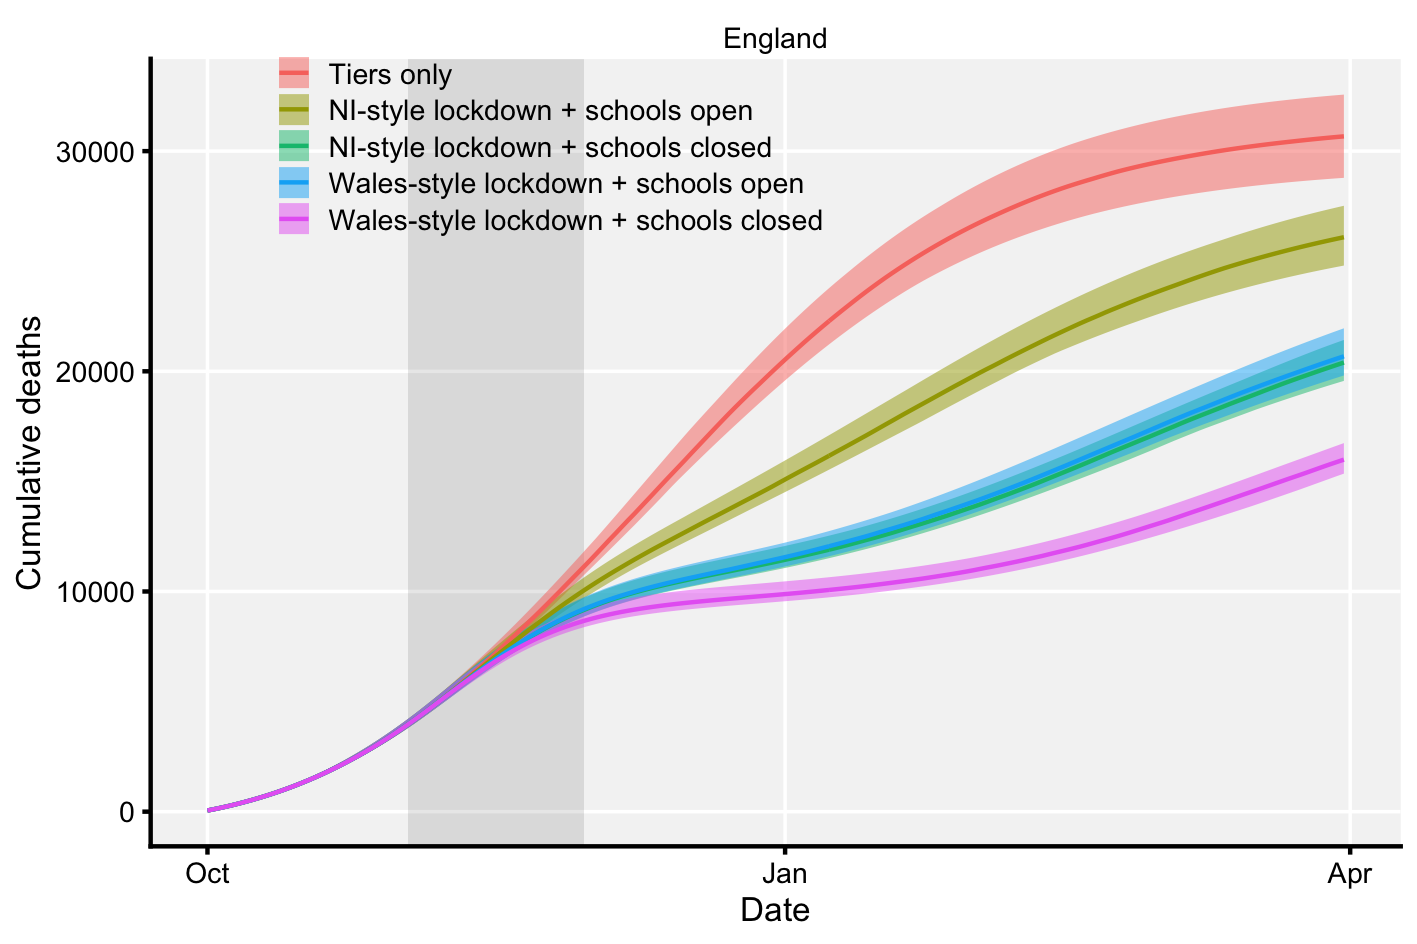 England
Tiers only
NI-style lockdown + schools open
NI-style lockdown + schools closed
Wales-style lockdown + schools open
Wales-style lockdown + schools closed
Cumulative deaths
30000
20000
10000
0
Oct Jan Apr
Date